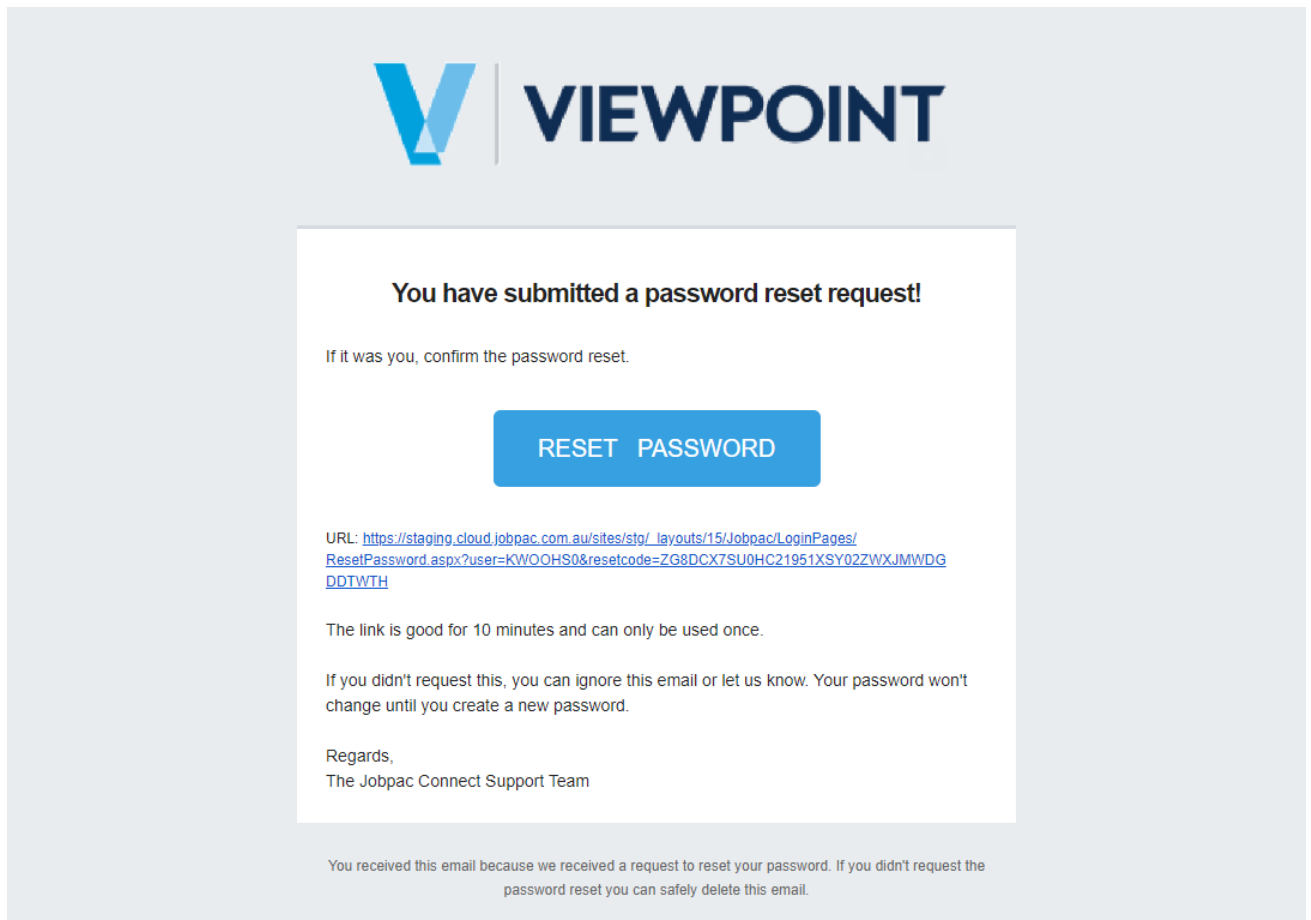 VIEWPOINT
You have submitted a password reset request!
If it was you, confirm the password reset.
RESET PASSWORD
URL: https://staging.cloud.jobpac.com.au/sites/stg/_layouts/15/Jobpac/LoginPages/
ResetPassword.aspx?user=KWOOHS0&resetcode=ZG8DCX7SU0HC21951XSY02ZWXJMWDG
DDTWTH
The link is good for 10 minutes and can only be used once.
If you didn't request this, you can ignore this email or let us know. Your password won't
change until you create a new password.
Regards,
The Jobpac Connect Support Team
You received this email because we received a request to reset your password. If you didn't request the
password reset you can safely delete this email.